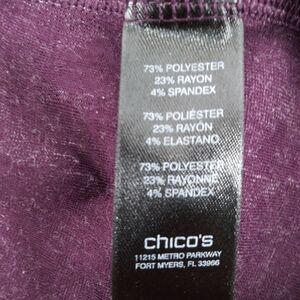 73% POLYESTER
23% RAYON
4% SPANDEX
73% POLIÉSTER
23% RAYÓN
4% ELASTANO
73% POLYESTER
23% RAYONNE
4% SPANDEX
chico's
11215 METRO PARKWAY
FORT MYERS, FL 33966